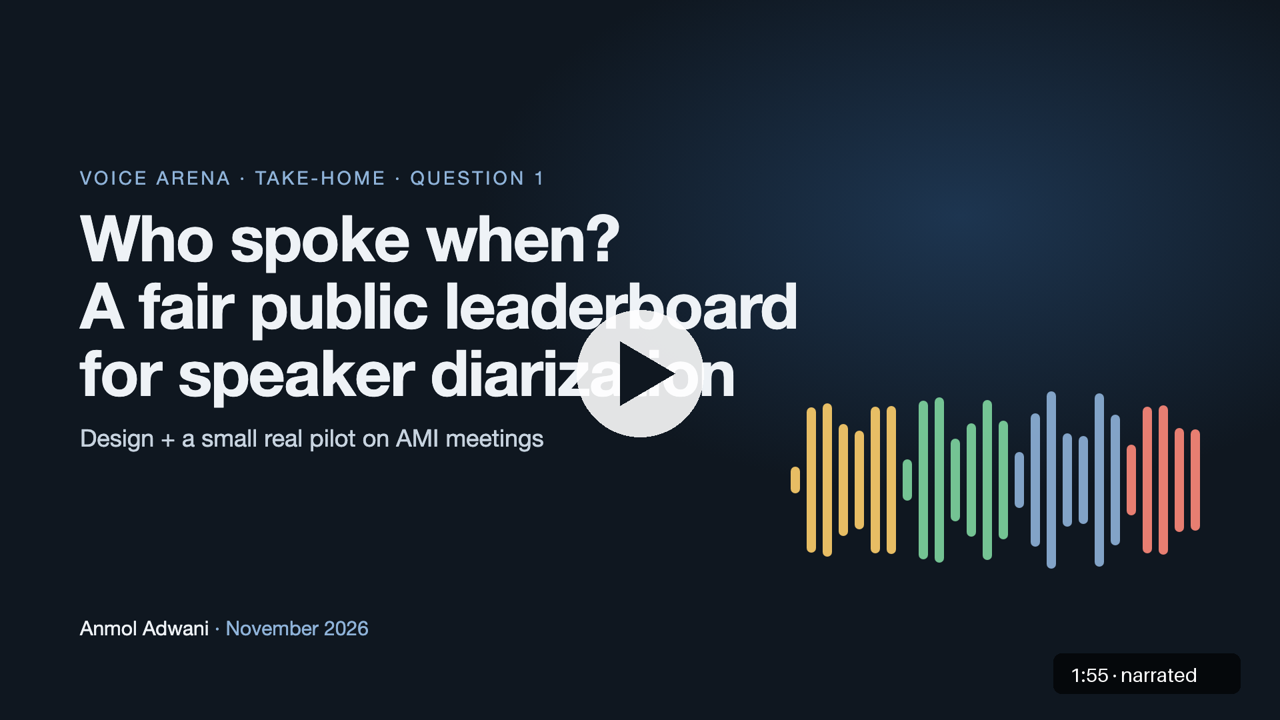 VOICE ARENA · TAKE-HOME · QUESTION 1
Who spoke when?
A fair public leaderboard
for speaker diarization
Design + a small real pilot on AMI meetings
Anmol Adwani · November 2026
1:55 · narrated